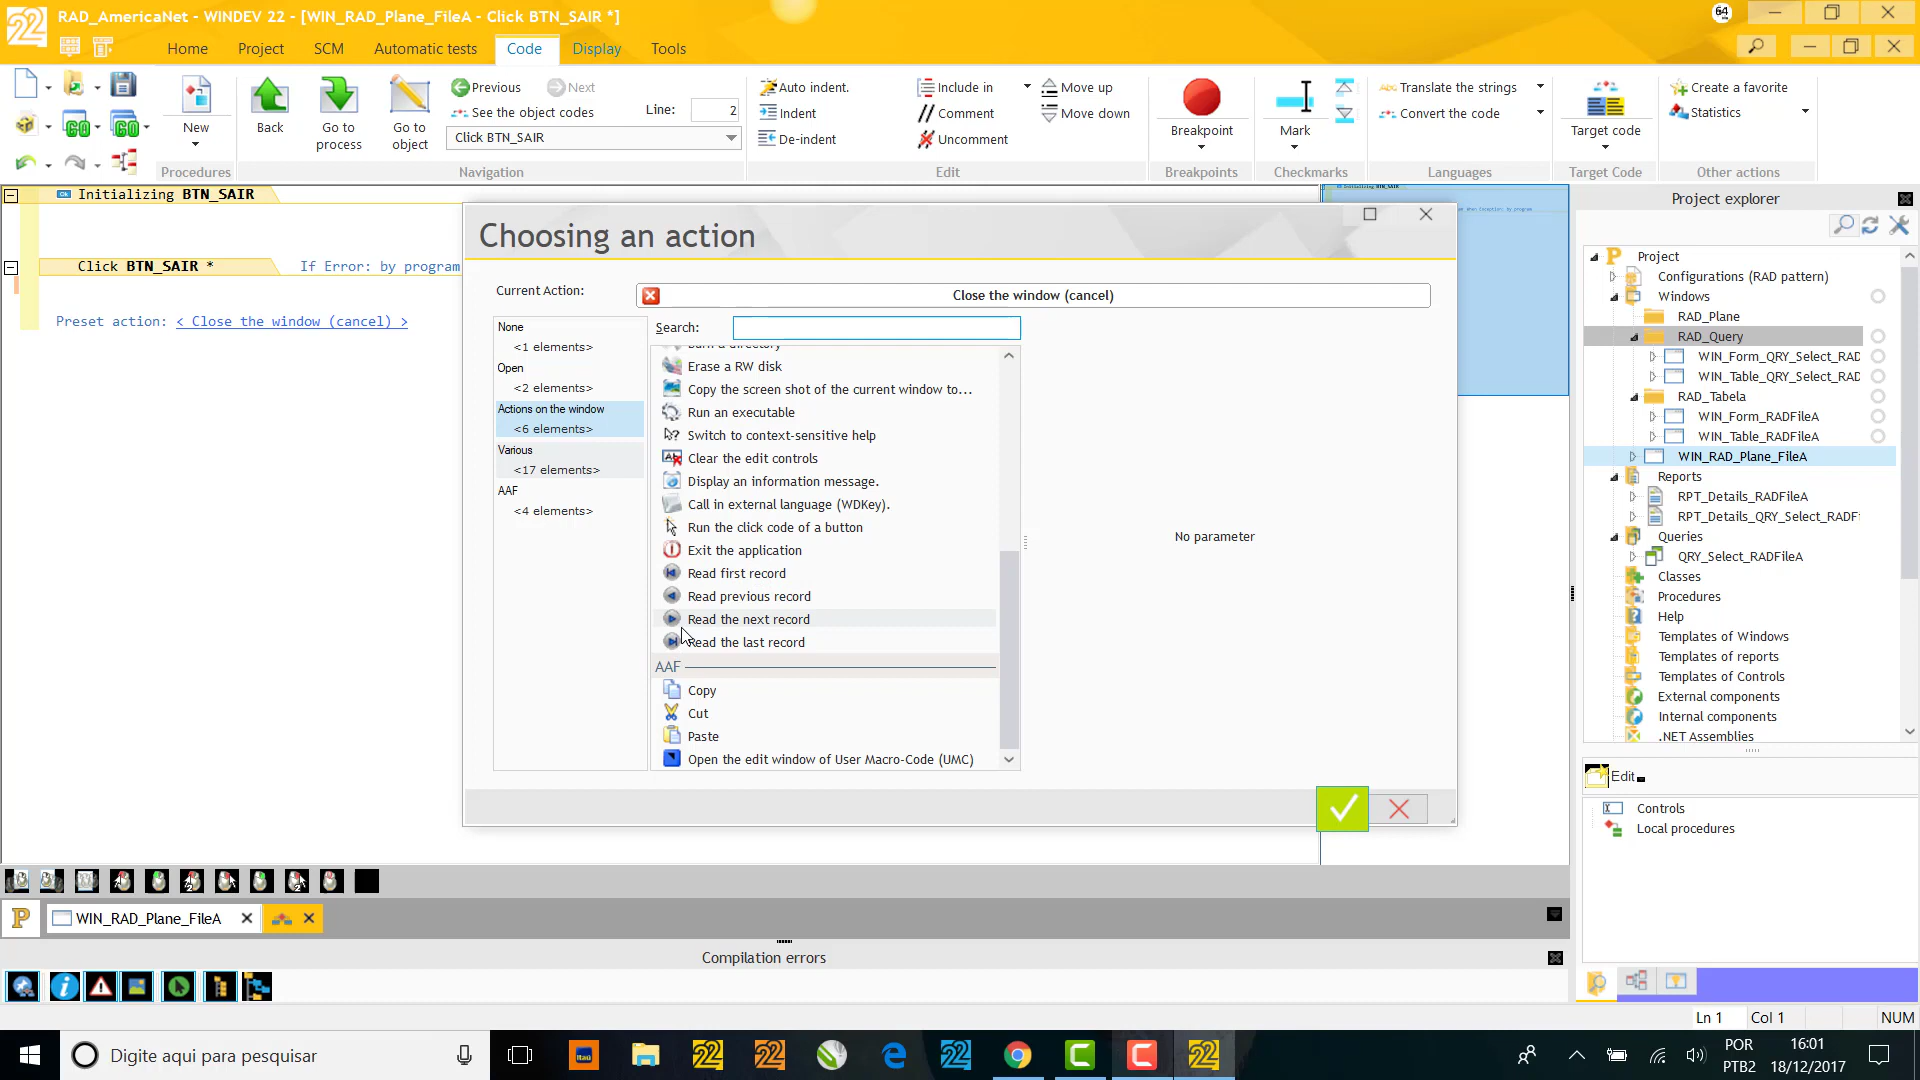 RAD_AmericaNet - WINDEV 22 - [WIN_RAD_Plane_FileA - Click BTN_SAIR *]
64
22
Home
Project
SCM
Automatic tests
Code
Display
Tools
New
Procedures
Back
Go to process
Go to object
Previous
Next
See the object codes
Line:
2
Click BTN_SAIR
Navigation
Auto indent.
Indent
De-indent
Include in
// Comment
Uncomment
Move up
Move down
Edit
Breakpoint
Breakpoints
Mark
Checkmarks
Translate the strings
Convert the code
Languages
Target code
Target Code
Create a favorite
Statistics
Other actions
Initializing BTN_SAIR
Click BTN_SAIR *
If Error: by program
Preset action: < Close the window (cancel) >
Choosing an action
Current Action:
Close the window (cancel)
None
<1 elements>
Open
<2 elements>
Actions on the window
<6 elements>
Various
<17 elements>
AAF
<4 elements>
Search:
Erase a RW disk
Copy the screen shot of the current window to...
Run an executable
Switch to context-sensitive help
Clear the edit controls
Display an information message.
Call in external language (WDKey).
Run the click code of a button
Exit the application
Read first record
Read previous record
Read the next record
Read the last record
AAF
Copy
Cut
Paste
Open the edit window of User Macro-Code (UMC)
No parameter
Project explorer
Project
Configurations (RAD pattern)
Windows
RAD_Plane
RAD_Query
WIN_Form_QRY_Select_RAD
WIN_Table_QRY_Select_RAD
RAD_Tabela
WIN_Form_RADFileA
WIN_Table_RADFileA
WIN_RAD_Plane_FileA
Reports
RPT_Details_RADFileA
RPT_Details_QRY_Select_RADF
Queries
QRY_Select_RADFileA
Classes
Procedures
Help
Templates of Windows
Templates of reports
Templates of Controls
External components
Internal components
.NET Assemblies
Edit
Controls
Local procedures
WIN_RAD_Plane_FileA
Compilation errors
Ln 1
Col 1
NUM
Digite aqui para pesquisar
Itaú
22
22
22
22
POR
PTB2
16:01
18/12/2017